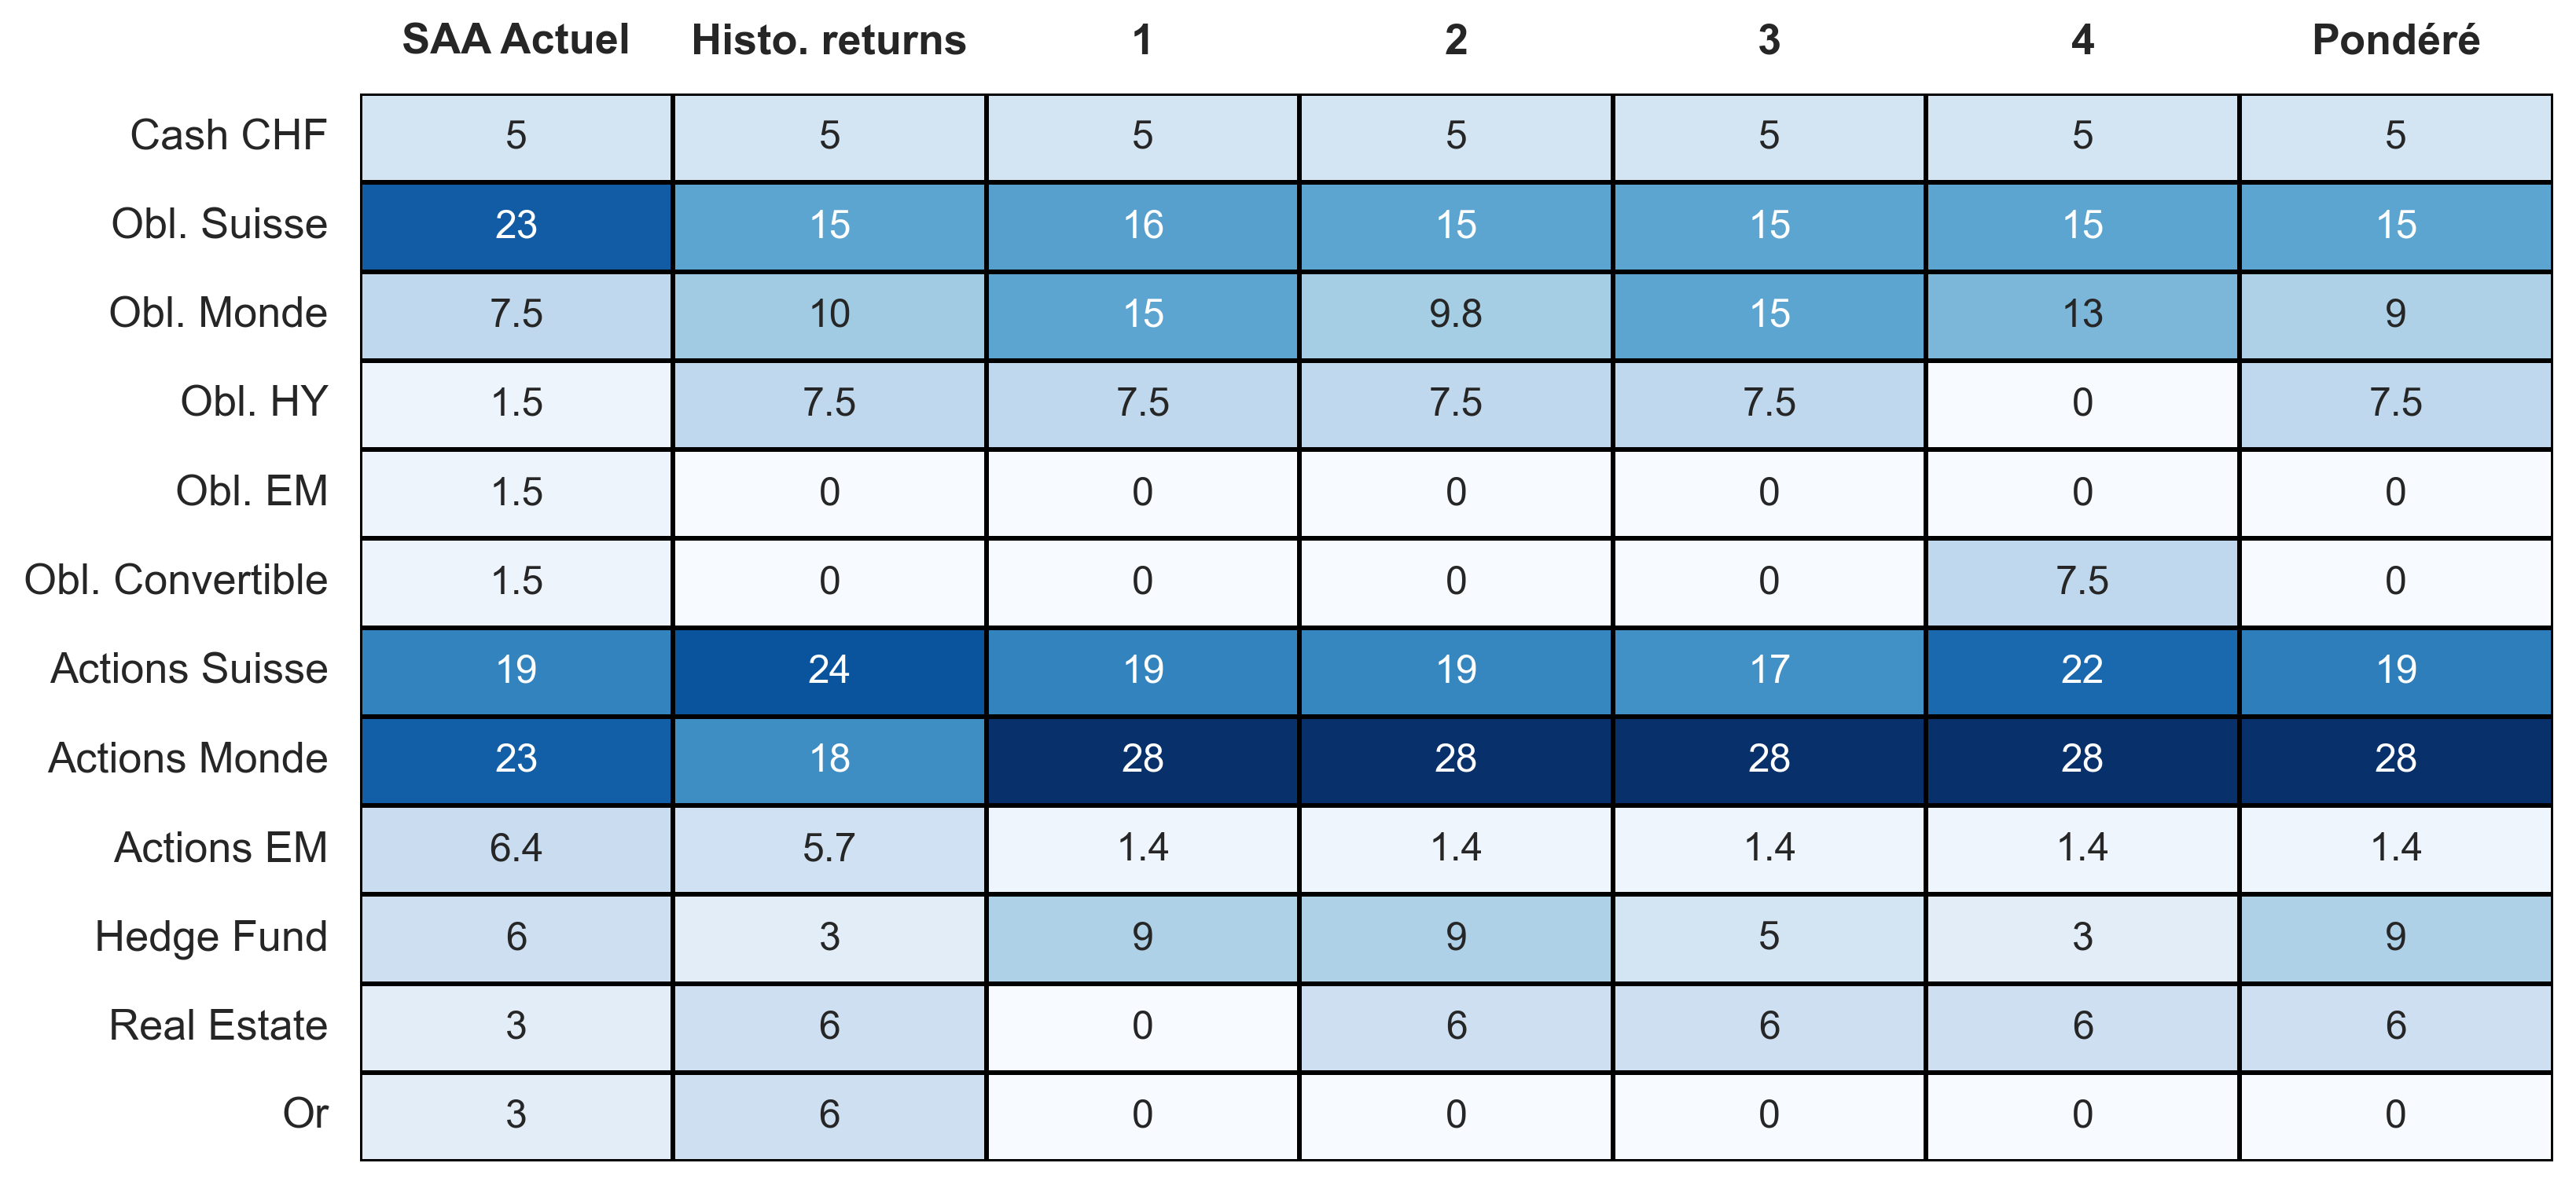 SAA Actuel Histo. returns 1 2 3 4 Pondéré
Cash CHF 5 5 5 5 5 5 5
Obl. Suisse 23 15 16 15 15 15 15
Obl. Monde 7.5 10 15 9.8 15 13 9
Obl. HY 1.5 7.5 7.5 7.5 7.5 0 7.5
Obl. EM 1.5 0 0 0 0 0 0
Obl. Convertible 1.5 0 0 0 0 7.5 0
Actions Suisse 19 24 19 19 17 22 19
Actions Monde 23 18 28 28 28 28 28
Actions EM 6.4 5.7 1.4 1.4 1.4 1.4 1.4
Hedge Fund 6 3 9 9 5 3 9
Real Estate 3 6 0 6 6 6 6
Or 3 6 0 0 0 0 0